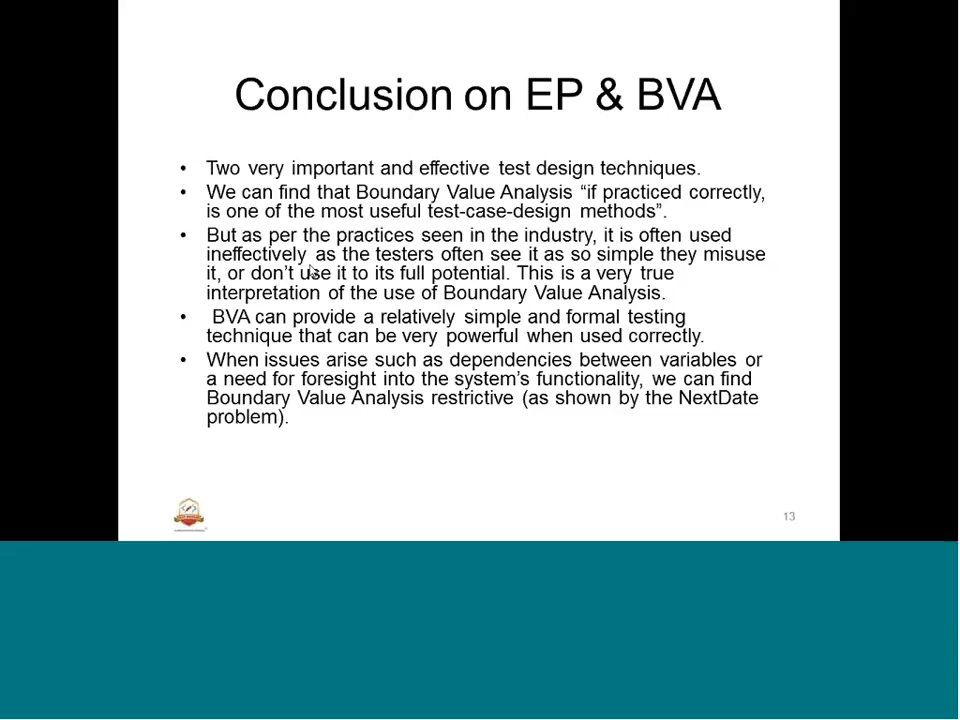 Conclusion on EP & BVA
• Two very important and effective test design techniques.
• We can find that Boundary Value Analysis “if practiced correctly,
is one of the most useful test-case-design methods”.
• But as per the practices seen in the industry, it is often used
ineffectively as the testers often see it as so simple they misuse
it, or don’t use it to its full potential. This is a very true
interpretation of the use of Boundary Value Analysis.
• BVA can provide a relatively simple and formal testing
technique that can be very powerful when used correctly.
• When issues arise such as dependencies between variables or
a need for foresight into the system’s functionality, we can find
Boundary Value Analysis restrictive (as shown by the NextDate
problem).
13